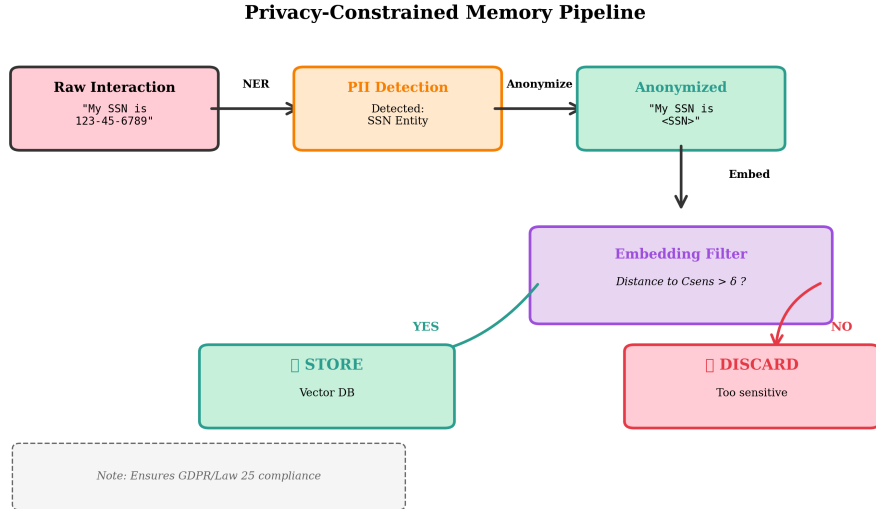 Privacy-Constrained Memory Pipeline
Raw Interaction
"My SSN is
123-45-6789"
NER
PII Detection
Detected:
SSN Entity
Anonymize
Anonymized
"My SSN is
<SSN>"
Embed
Embedding Filter
Distance to Csens > δ ?
YES
NO
STORE
Vector DB
DISCARD
Too sensitive
Note: Ensures GDPR/Law 25 compliance